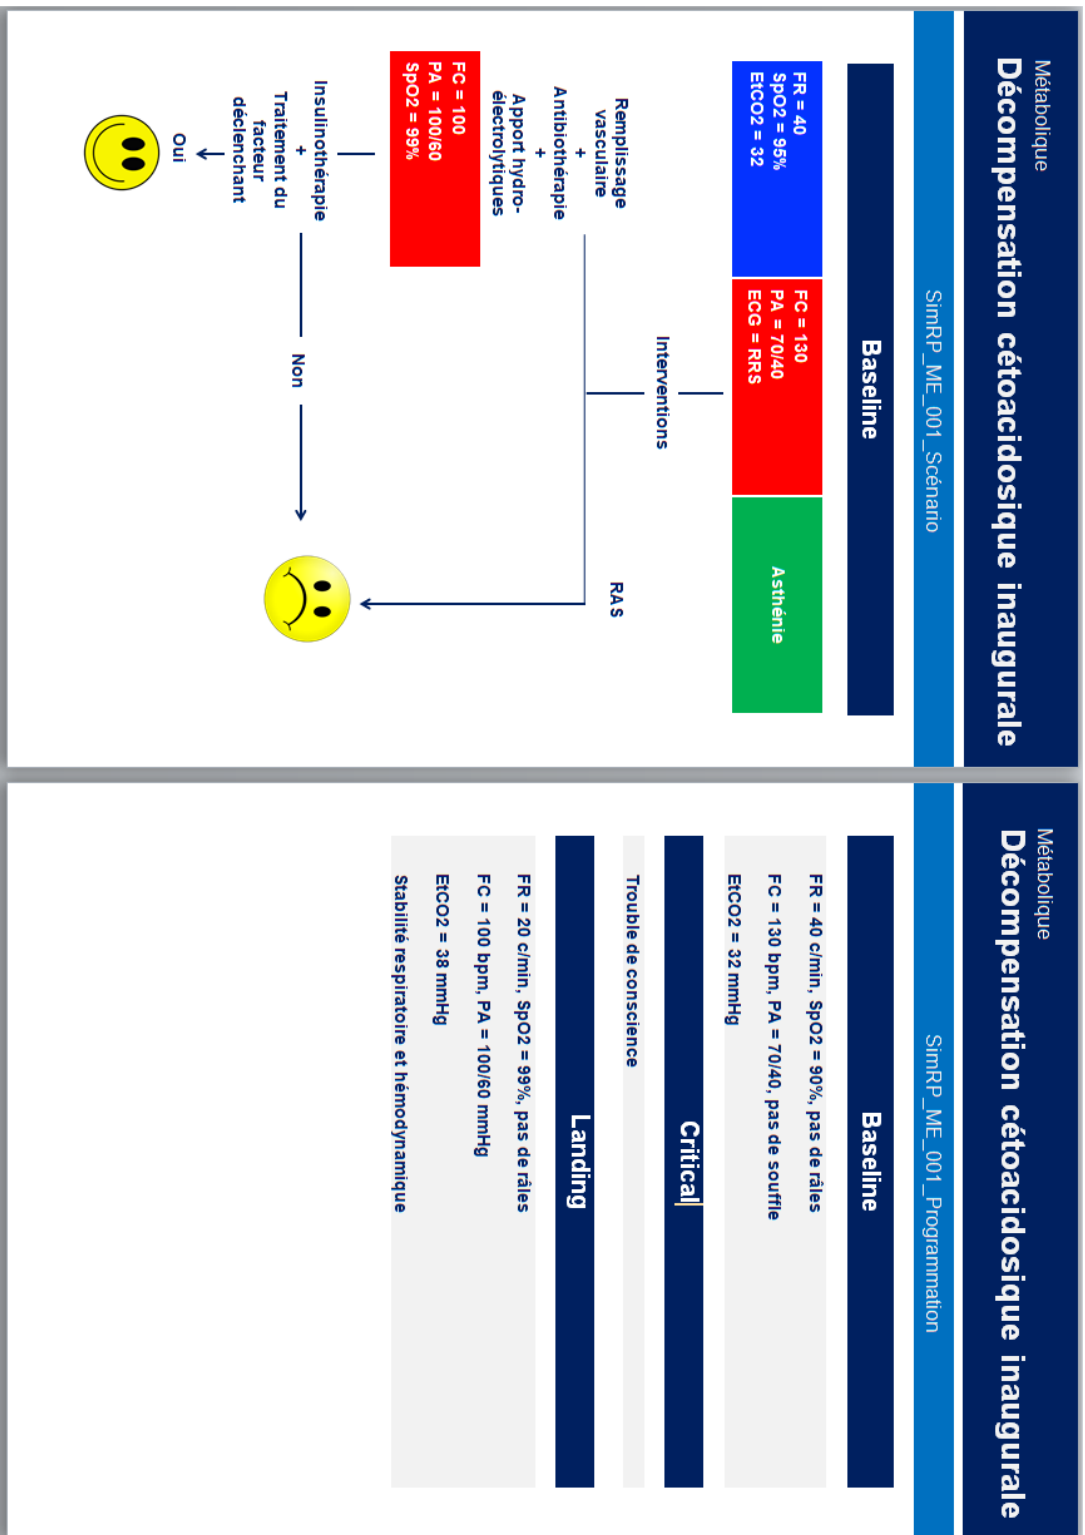 Métabolique
Décompensation cétoacidosique inaugurale
SimRP_ME_001_Scénario
Baseline
FR = 40
SpO2 = 95%
EtCO2 = 32
FC = 130
PA = 70/40
ECG = RRS
Asthénie
Interventions
Remplissage
vasculaire
+
Antibiothérapie
+
Apport hydro-
électrolytiques
RAS
FC = 100
PA = 100/60
SpO2 = 99%
Insulinothérapie
+
Traitement du
facteur
déclenchant
Non
Oui
Métabolique
Décompensation cétoacidosique inaugurale
SimRP_ME_001_Programmation
Baseline
FR = 40 c/min, SpO2 = 90%, pas de râles
FC = 130 bpm, PA = 70/40, pas de souffle
EtCO2 = 32 mmHg
Critical
Trouble de conscience
Landing
FR = 20 c/min, SpO2 = 99%, pas de râles
FC = 100 bpm, PA = 100/60 mmHg
EtCO2 = 38 mmHg
Stabilité respiratoire et hémodynamique